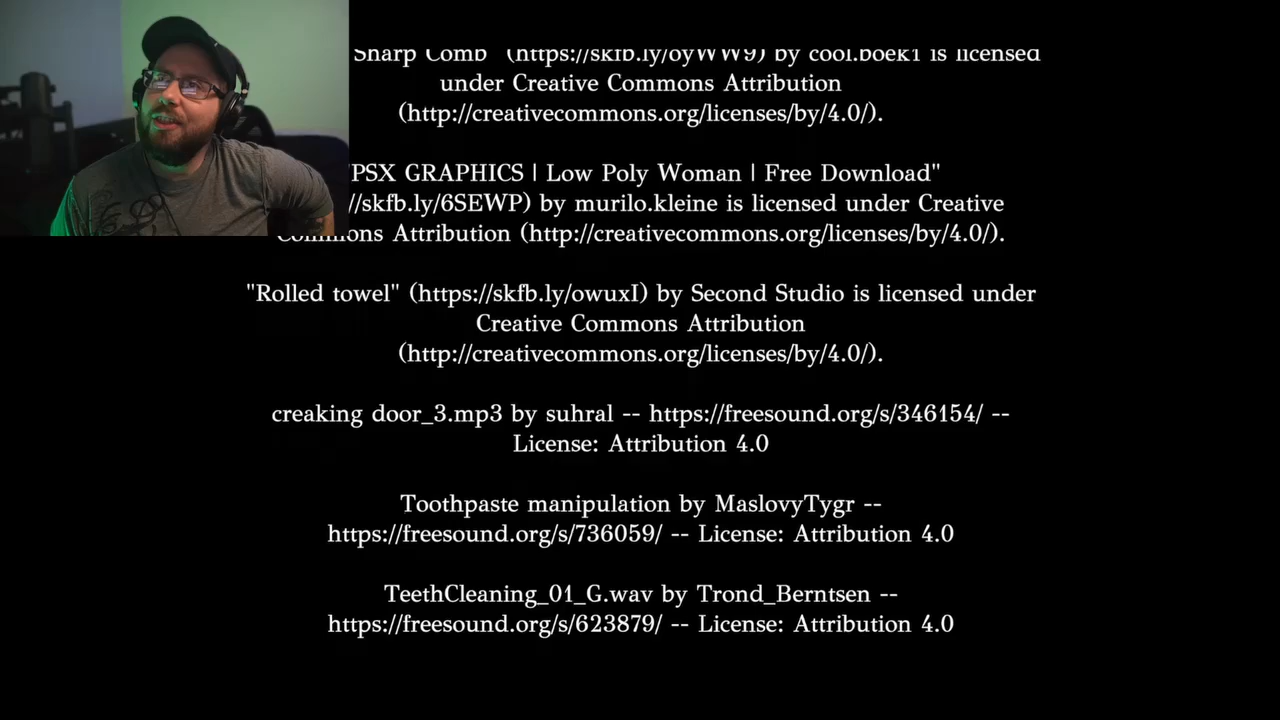 Sharp Comb" (https://skfb.ly/oyWW9) by cool.boek1 is licensed
under Creative Commons Attribution
(http://creativecommons.org/licenses/by/4.0/).
"PSX GRAPHICS | Low Poly Woman | Free Download"
//skfb.ly/6SEWP) by murilo.kleine is licensed under Creative
Commons Attribution (http://creativecommons.org/licenses/by/4.0/).
"Rolled towel" (https://skfb.ly/owuxI) by Second Studio is licensed under
Creative Commons Attribution
(http://creativecommons.org/licenses/by/4.0/).
creaking door_3.mp3 by suhral -- https://freesound.org/s/346154/ --
License: Attribution 4.0
Toothpaste manipulation by MaslovyTygr --
https://freesound.org/s/736059/ -- License: Attribution 4.0
TeethCleaning_01_G.wav by Trond_Berntsen --
https://freesound.org/s/623879/ -- License: Attribution 4.0